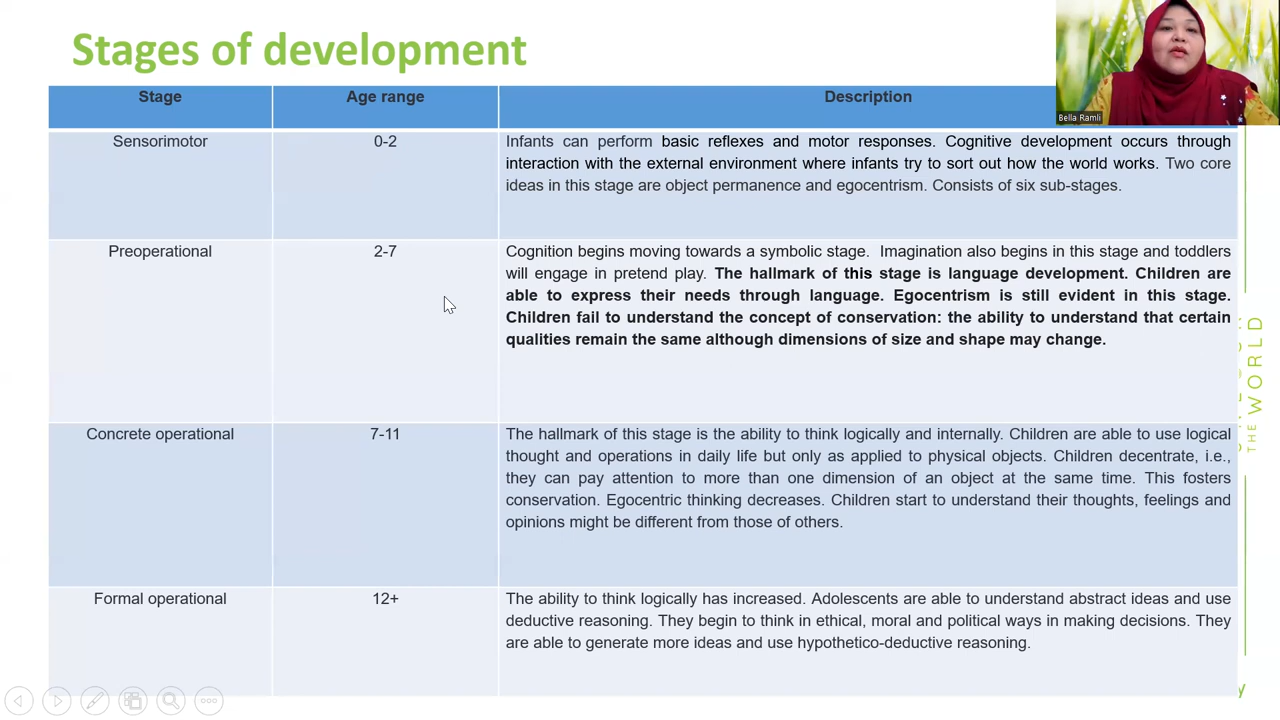 Stages of development
Bella Ramli
Stage Age range Description
Sensorimotor 0-2 Infants can perform basic reflexes and motor responses. Cognitive development occurs through
interaction with the external environment where infants try to sort out how the world works. Two core
ideas in this stage are object permanence and egocentrism. Consists of six sub-stages.
Preoperational 2-7 Cognition begins moving towards a symbolic stage. Imagination also begins in this stage and toddlers
will engage in pretend play. The hallmark of this stage is language development. Children are
able to express their needs through language. Egocentrism is still evident in this stage.
Children fail to understand the concept of conservation: the ability to understand that certain
qualities remain the same although dimensions of size and shape may change.
Concrete operational 7-11 The hallmark of this stage is the ability to think logically and internally. Children are able to use logical
thought and operations in daily life but only as applied to physical objects. Children decentrate, i.e.,
they can pay attention to more than one dimension of an object at the same time. This fosters
conservation. Egocentric thinking decreases. Children start to understand their thoughts, feelings and
opinions might be different from those of others.
Formal operational 12+ The ability to think logically has increased. Adolescents are able to understand abstract ideas and use
deductive reasoning. They begin to think in ethical, moral and political ways in making decisions. They
are able to generate more ideas and use hypothetico-deductive reasoning.
THE WORLD